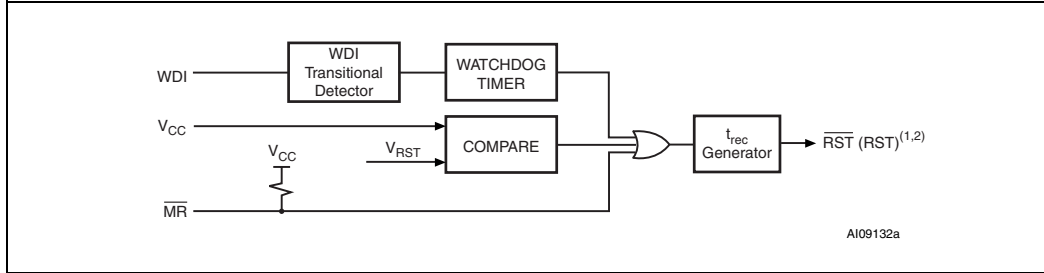 WDI
WDI
Transitional
Detector
WATCHDOG
TIMER
VCC
VRST
COMPARE
VCC
MR
trec
Generator
RST (RST)(1,2)
AI09132a